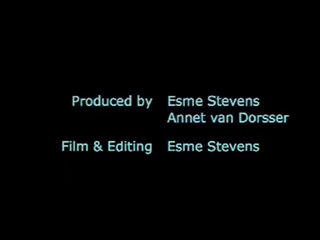 Produced by Esme Stevens
Annet van Dorsser
Film & Editing Esme Stevens